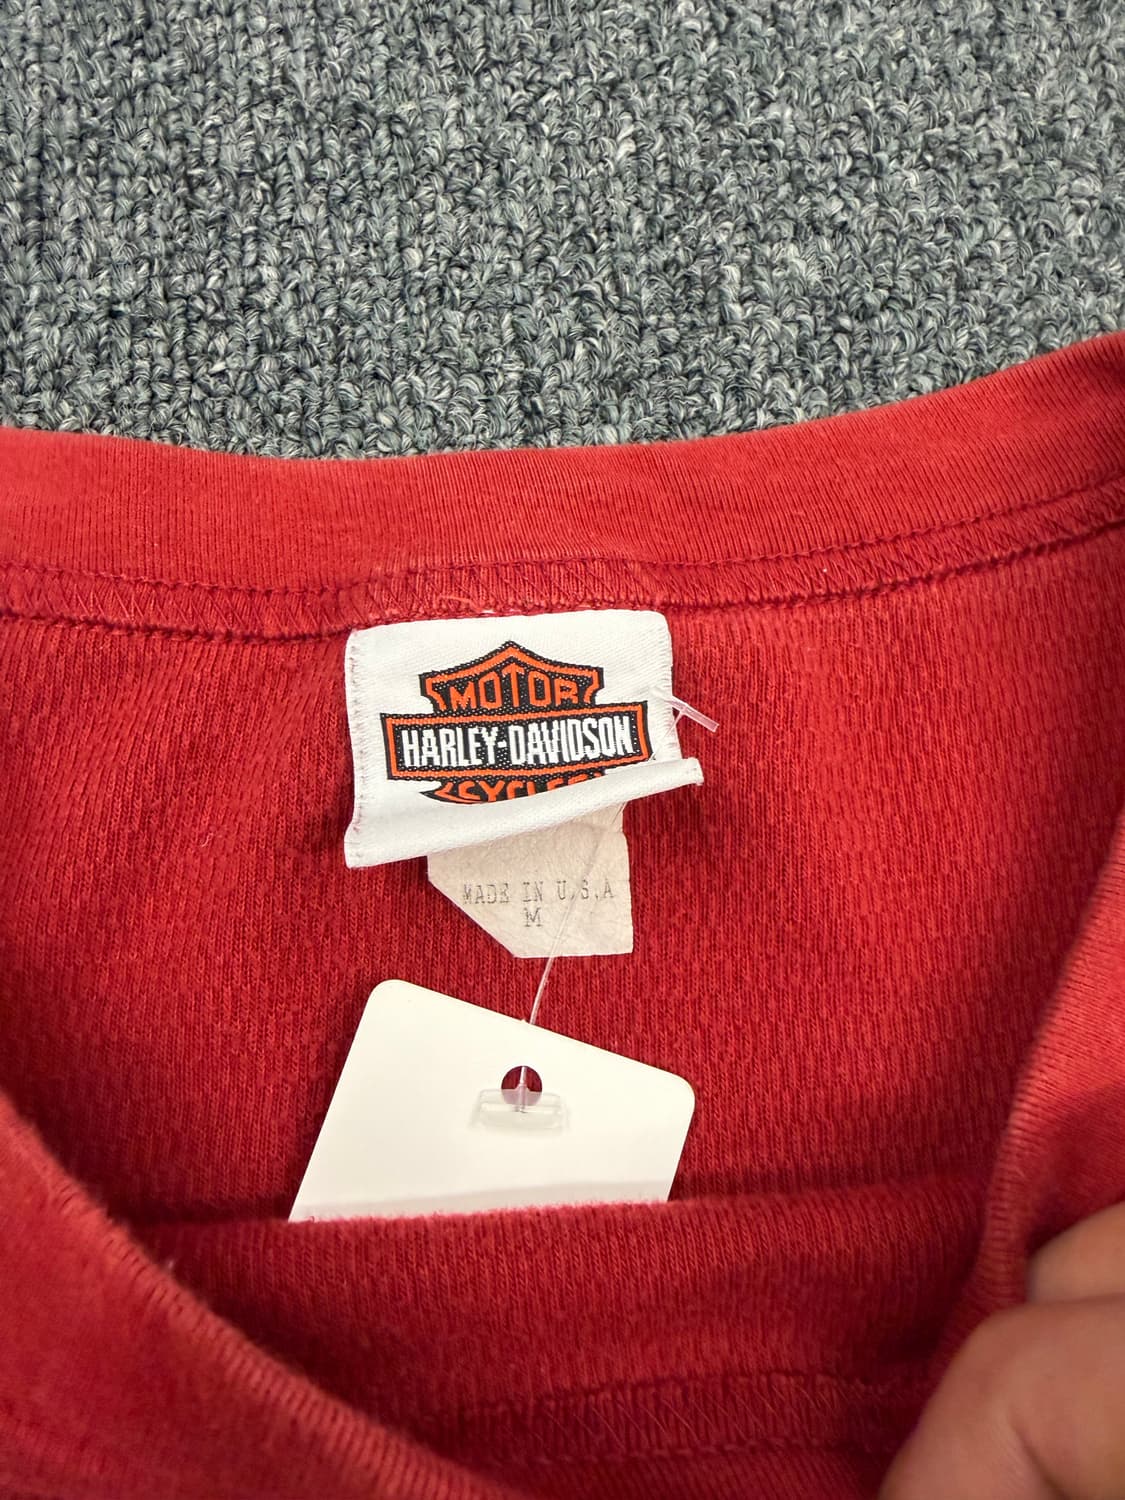 MOTOR
HARLEY-DAVIDSON
CYCLES
MADE IN U.S.A
M